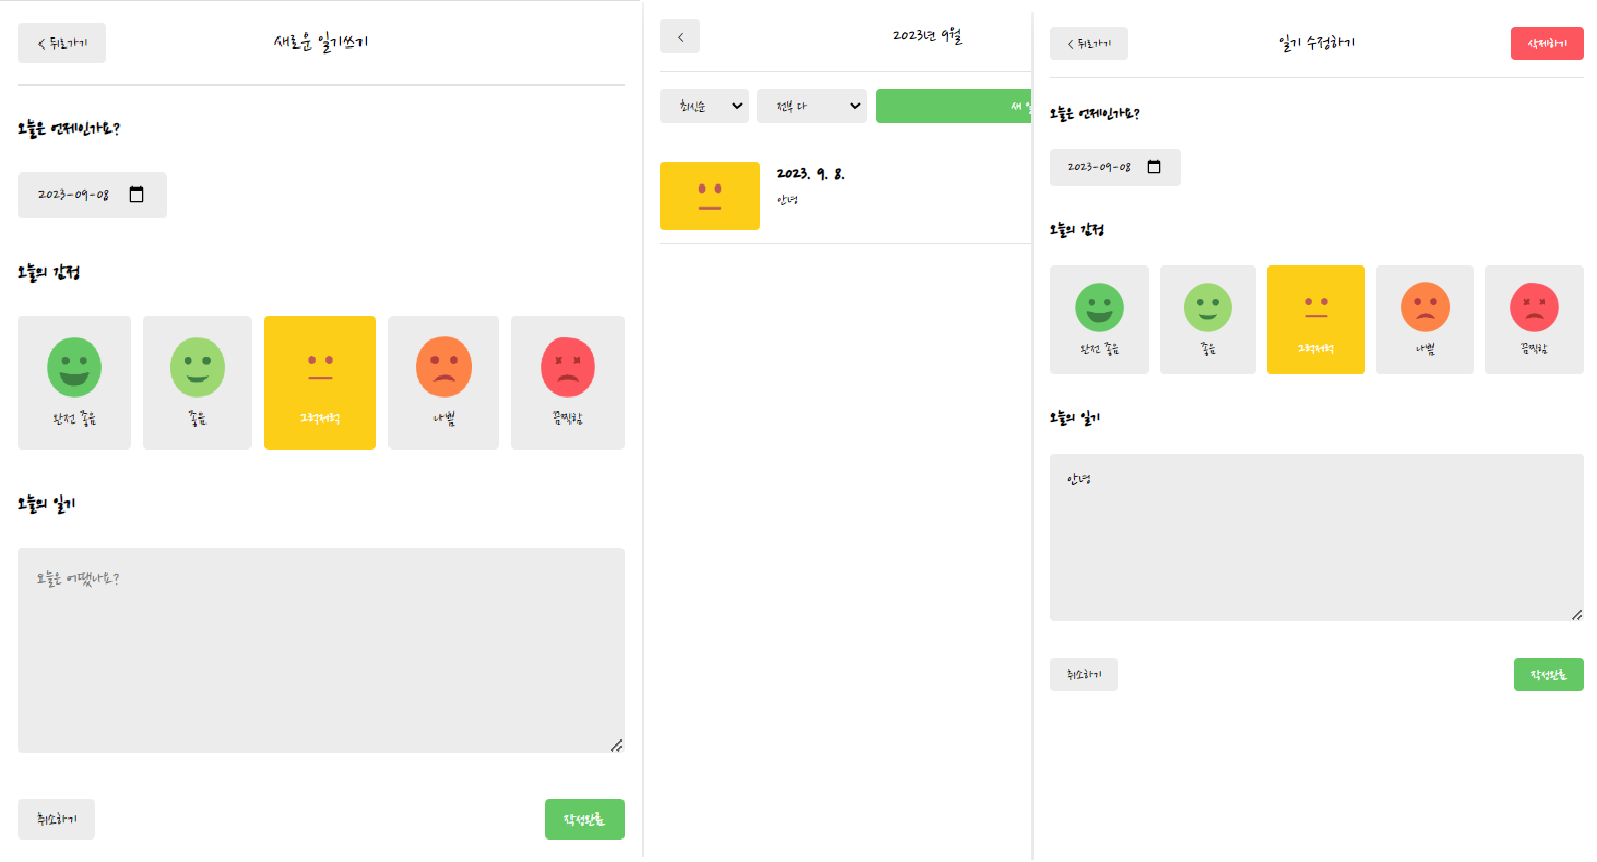 < 뒤로가기
새로운 일기쓰기
오늘은 언제인가요?
2023-09-08
오늘의 감정
완전 좋음
좋음
그럭저럭
나쁨
끔찍함
오늘의 일기
오늘은 어땠나요?
취소하기
작성완료
<
2023년 9월
최신순
전부 다
새
2023. 9. 8.
안녕
< 뒤로가기
일기 수정하기
삭제하기
오늘은 언제인가요?
2023-09-08
오늘의 감정
완전 좋음
좋음
그럭저럭
나쁨
끔찍함
오늘의 일기
안녕
취소하기
작성완료